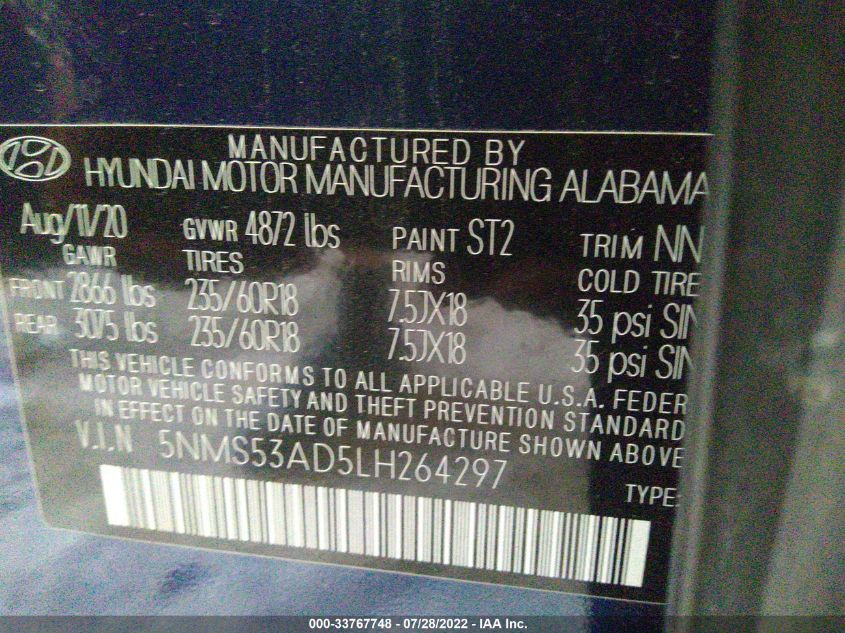 MANUFACTURED BY
HYUNDAI MOTOR MANUFACTURING ALABAMA
Aug/11/20 GVWR 4872 lbs PAINT ST2 TRIM NN
GAWR TIRES RIMS COLD TIRE
FRONT 2866 lbs 235/60R18 7.5JX18 35 psi SIN
REAR 3075 lbs 235/60R18 7.5JX18 35 psi SIN
THIS VEHICLE CONFORMS TO ALL APPLICABLE U.S.A. FEDER
MOTOR VEHICLE SAFETY AND THEFT PREVENTION STANDARD
IN EFFECT ON THE DATE OF MANUFACTURE SHOWN ABOVE
V.I.N 5NMS53AD5LH264297
TYPE:
000-33767748 - 07/28/2022 - IAA Inc.